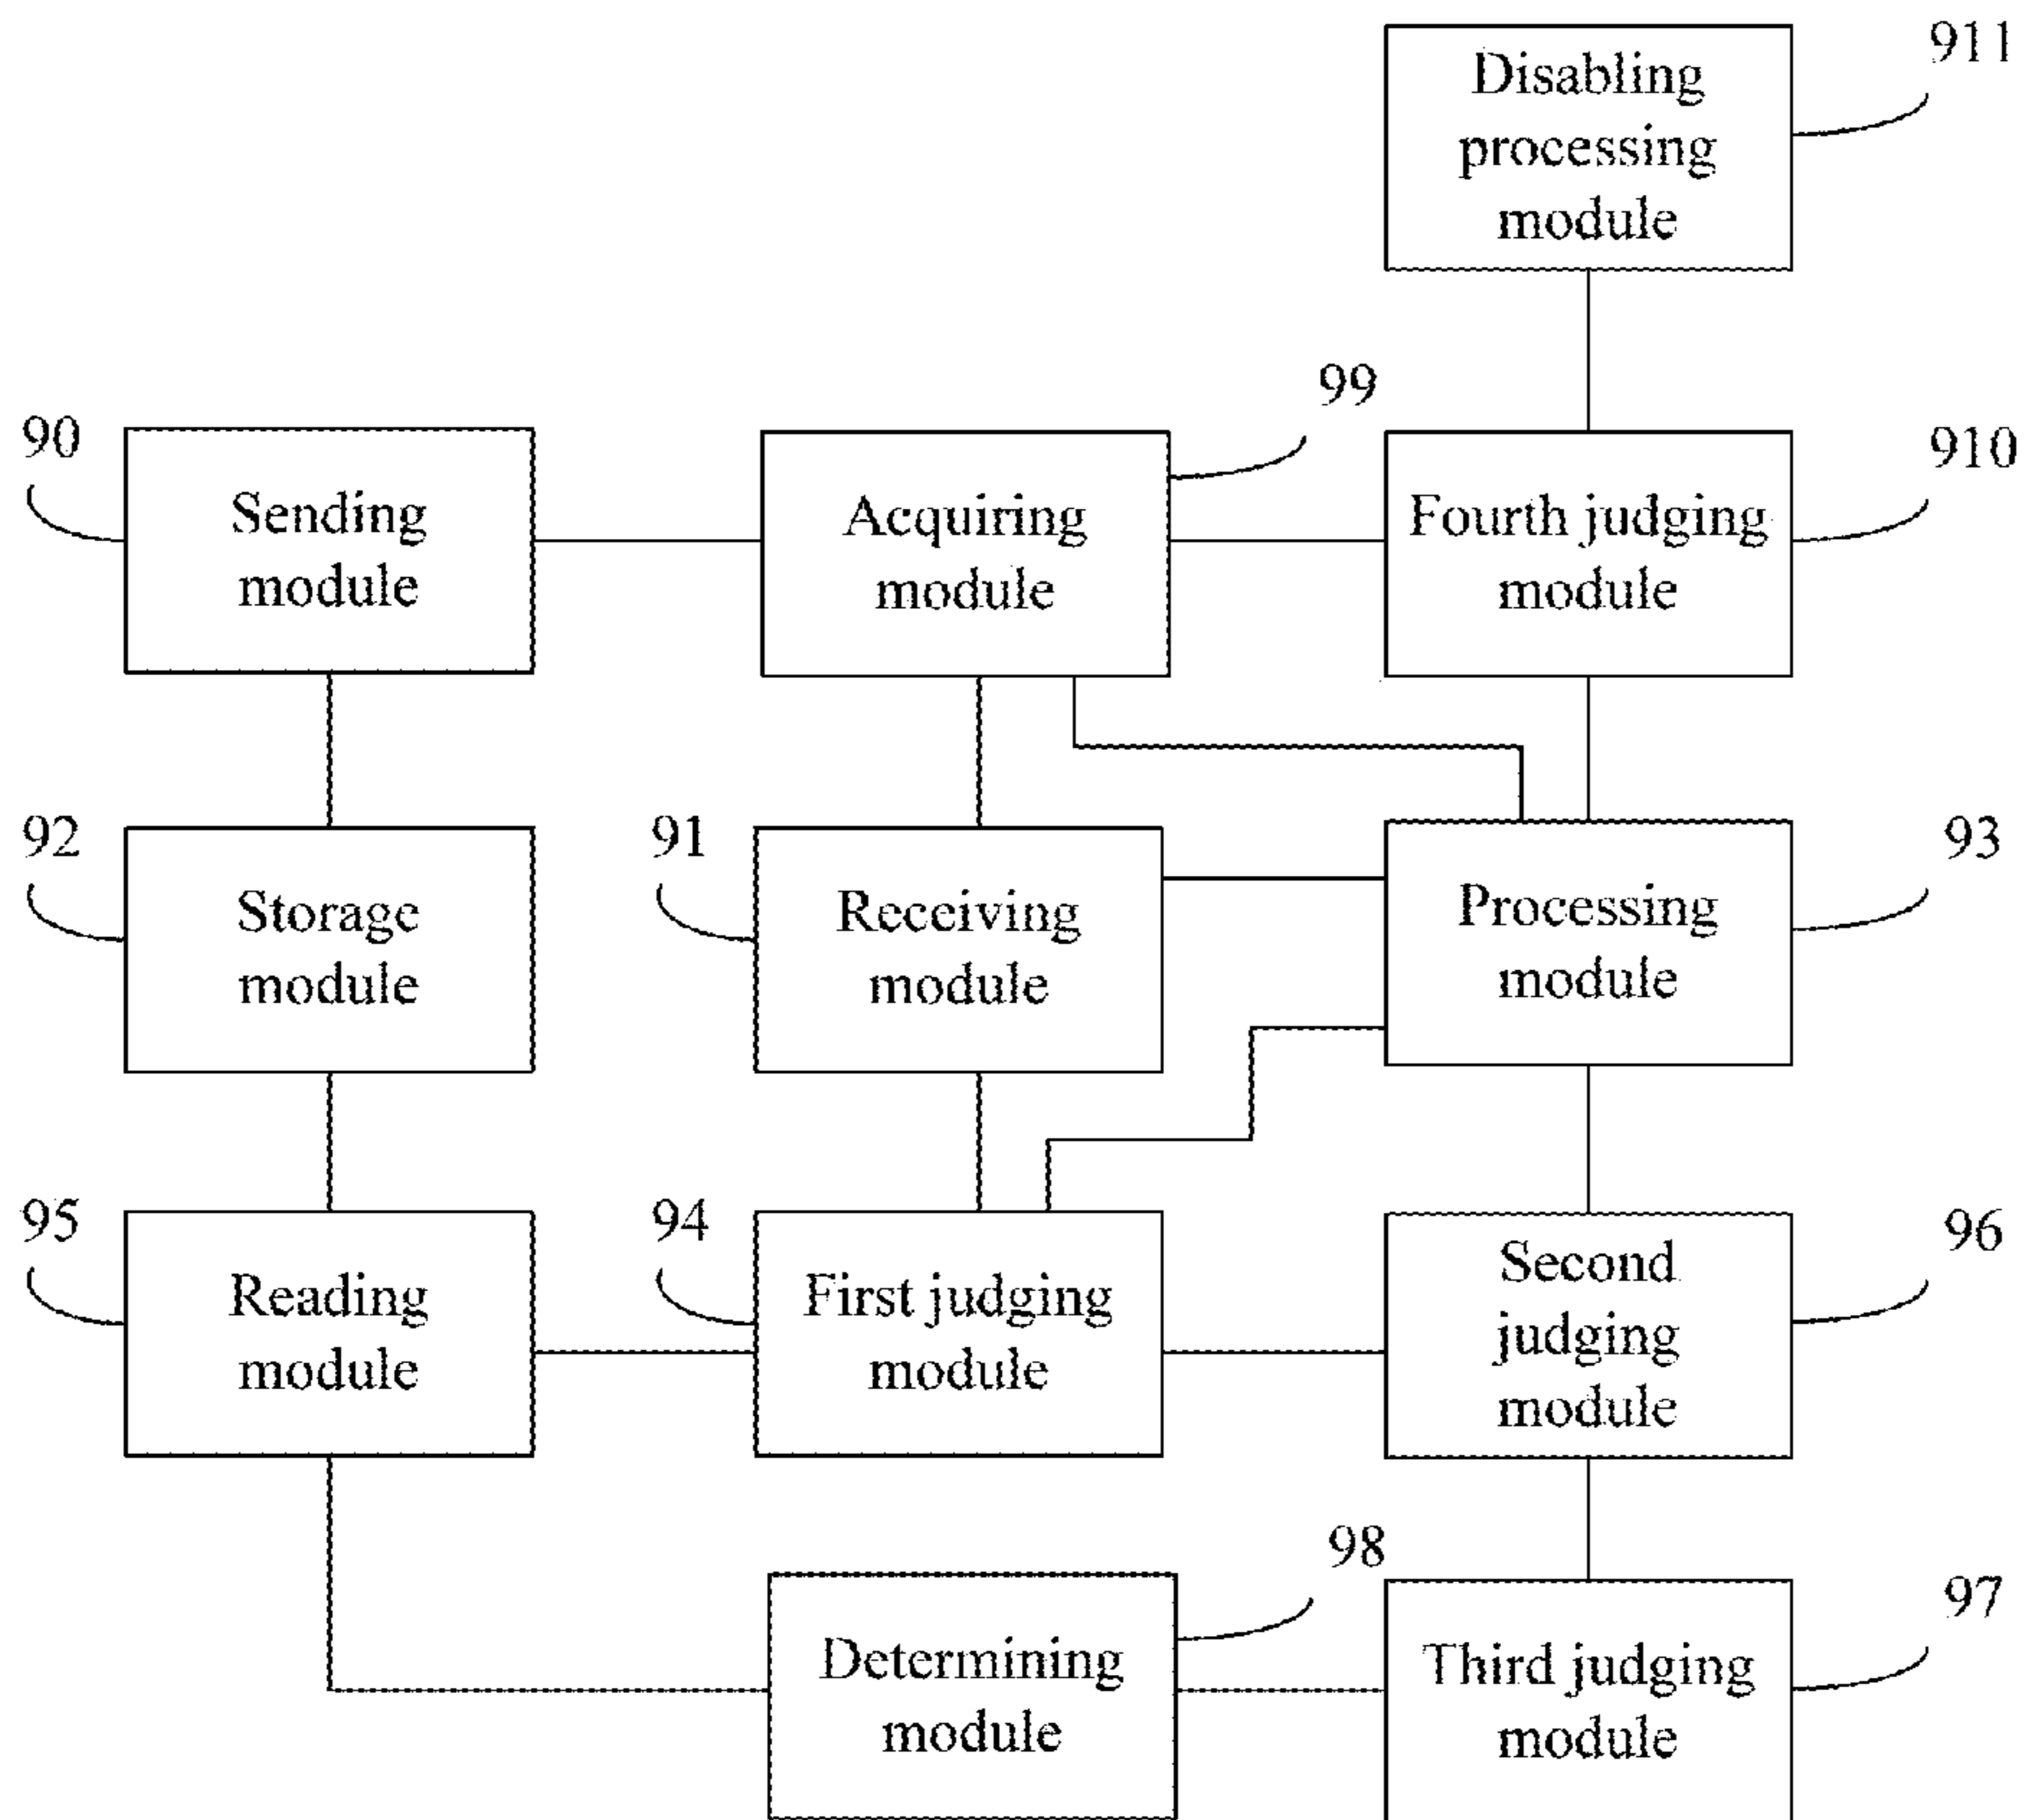 Disabling
processing
module
911
90
Sending
module
99
Acquiring
module
910
Fourth judging
module
92
Storage
module
91
Receiving
module
93
Processing
module
95
Reading
module
94
First judging
module
96
Second
judging
module
98
Determining
module
97
Third judging
module